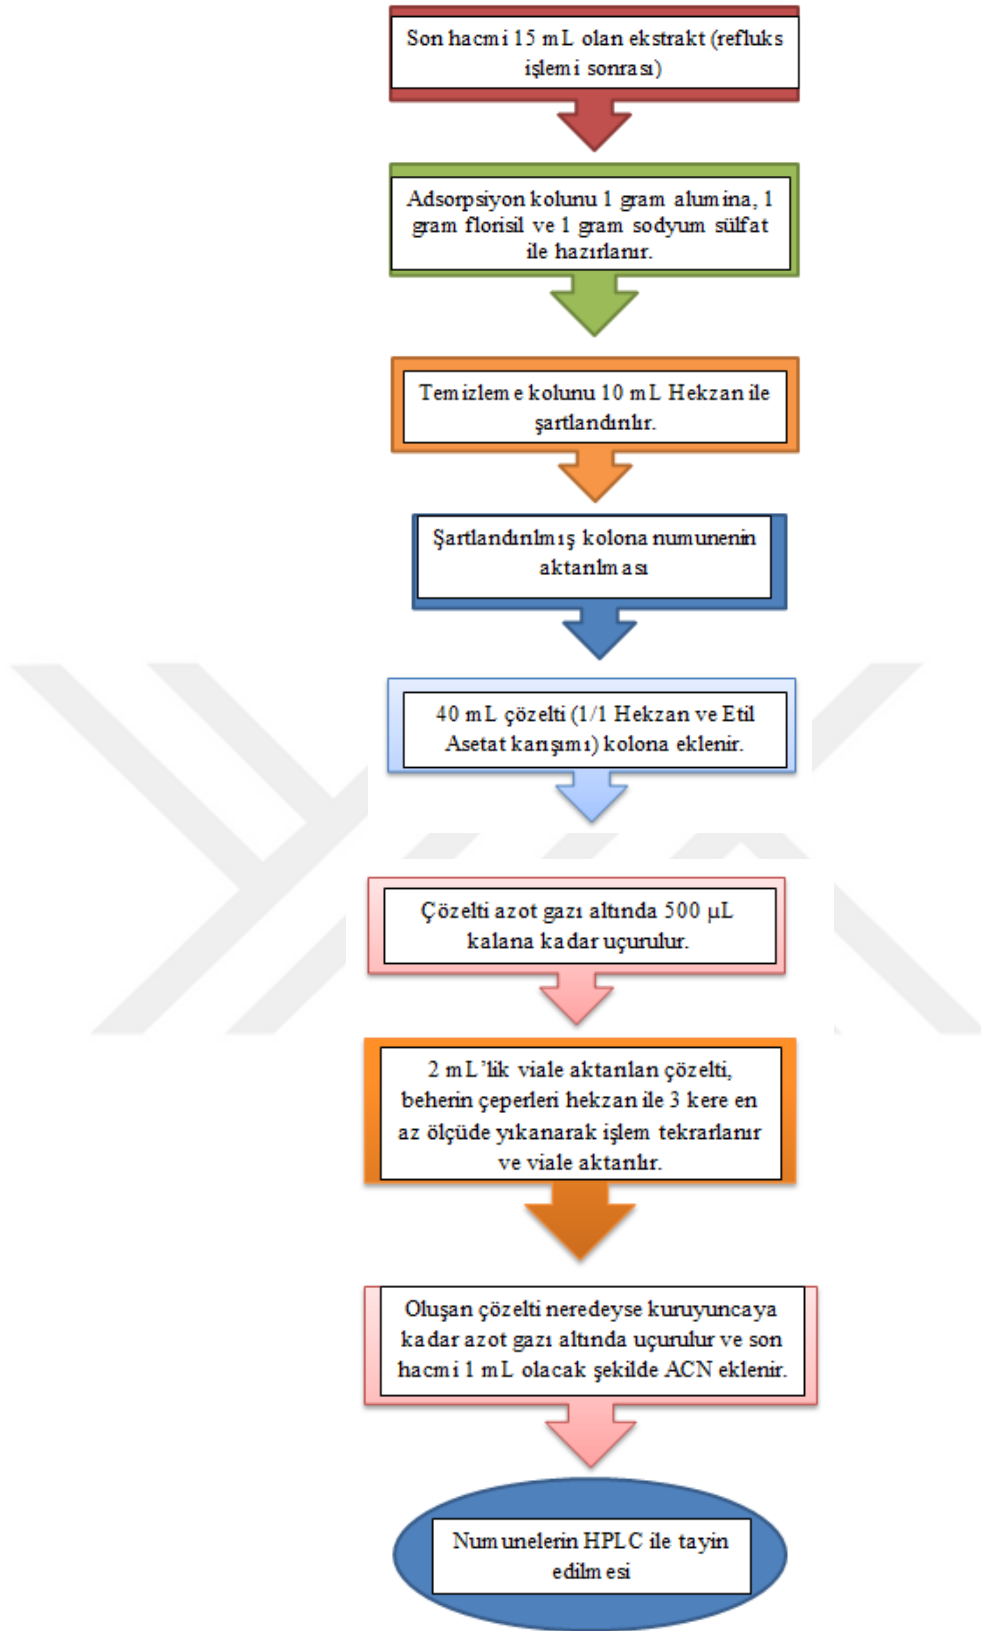 Son hacmi 15 mL olan ekstrakt (refluks
işlemi sonrası)
Adsorpsiyon kolunu 1 gram alumina, 1
gram florisil ve 1 gram sodyum sülfat
ile hazırlanır.
Temizleme kolunu 10 mL Hekzan ile
şartlandırılır.
Şartlandırılmış kolona numunenin
aktarılması
40 mL çözelti (1/1 Hekzan ve Etil
Asetat karışımı) kolona eklenir.
Çözelti azot gazı altında 500 µL
kalana kadar uçurulur.
2 mL'lik viale aktarılan çözelti,
beherin çeperleri hekzan ile 3 kere en
az ölçüde yıkanarak işlem tekrarlanır
ve viale aktarılır.
Oluşan çözelti neredeyse kuruyuncaya
kadar azot gazı altında uçurulur ve son
hacmi 1 mL olacak şekilde ACN eklenir.
Numunelerin HPLC ile tayin
edilmesi